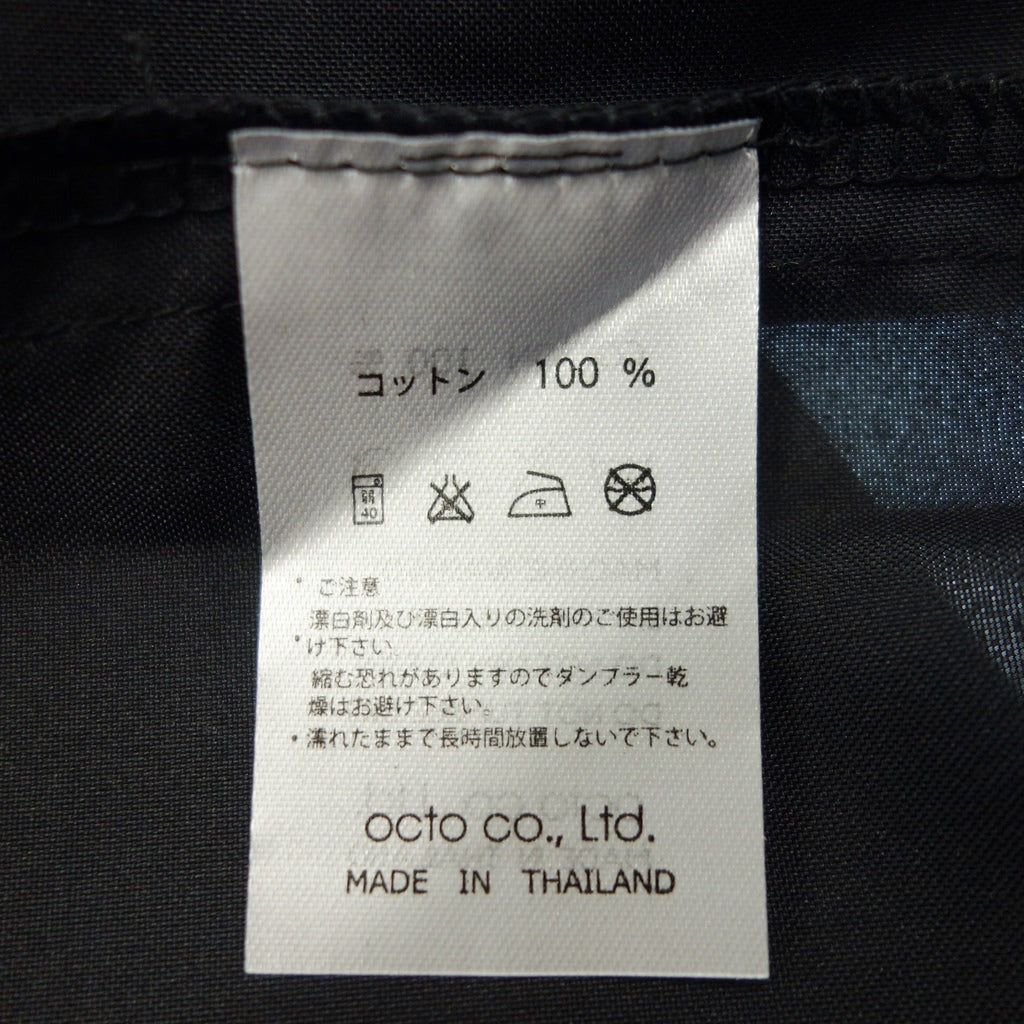 コットン 100 %
弱
40
中
・ ご注意
漂白剤及び漂白入りの洗剤のご使用はお避
・ け下さい。
縮む恐れがありますのでダンフラー乾
燥はお避け下さい。
・濡れたままで長時間放置しないで下さい。
octo co., Ltd.
MADE IN THAILAND